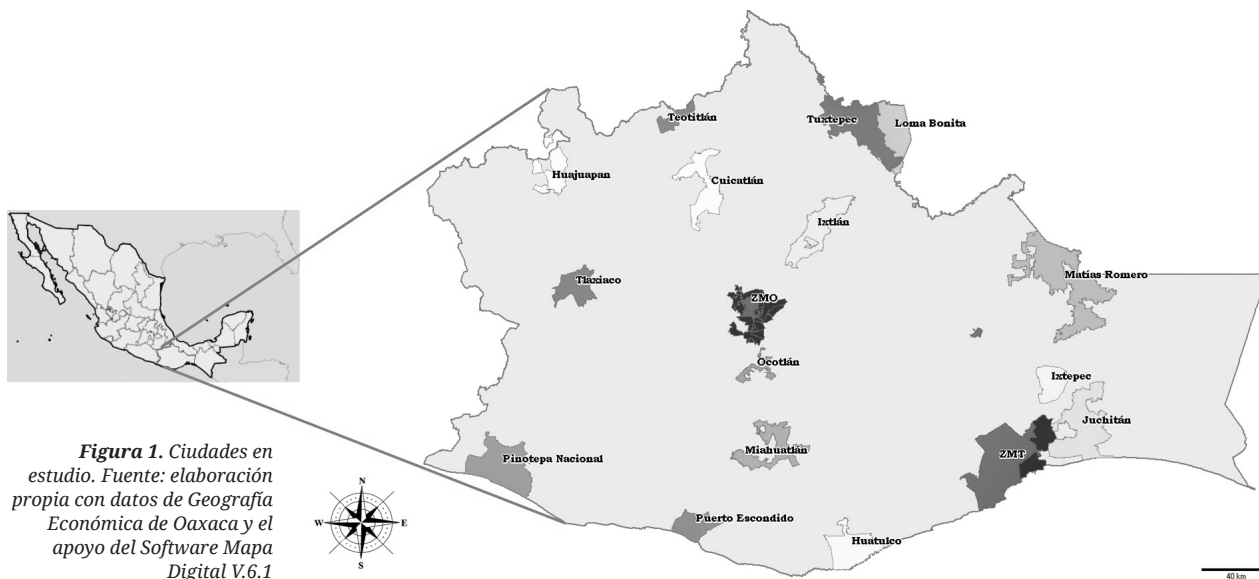 Teotitlán
Tuxtepec
Loma Bonita
Huajuapan
Cuicatlán
Ixtlán
Tlaxiaco
Matías Romero
ZMO
Ocotlán
Ixtepec
Juchitán
Miahuatlán
Pinotepa Nacional
ZMT
Puerto Escondido
Huatulco
Figura 1. Ciudades en
estudio. Fuente: elaboración
propia con datos de Geografía
Económica de Oaxaca y el
apoyo del Software Mapa
Digital V.6.1
N
W E
S
40 km